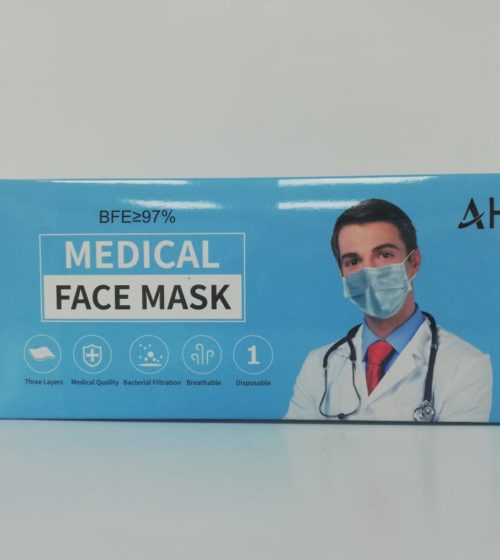 BFE≥97%
MEDICAL
FACE MASK
Three Layers
Medical Quality
Bacterial Filtration
Breathable
1
Disposable
AH